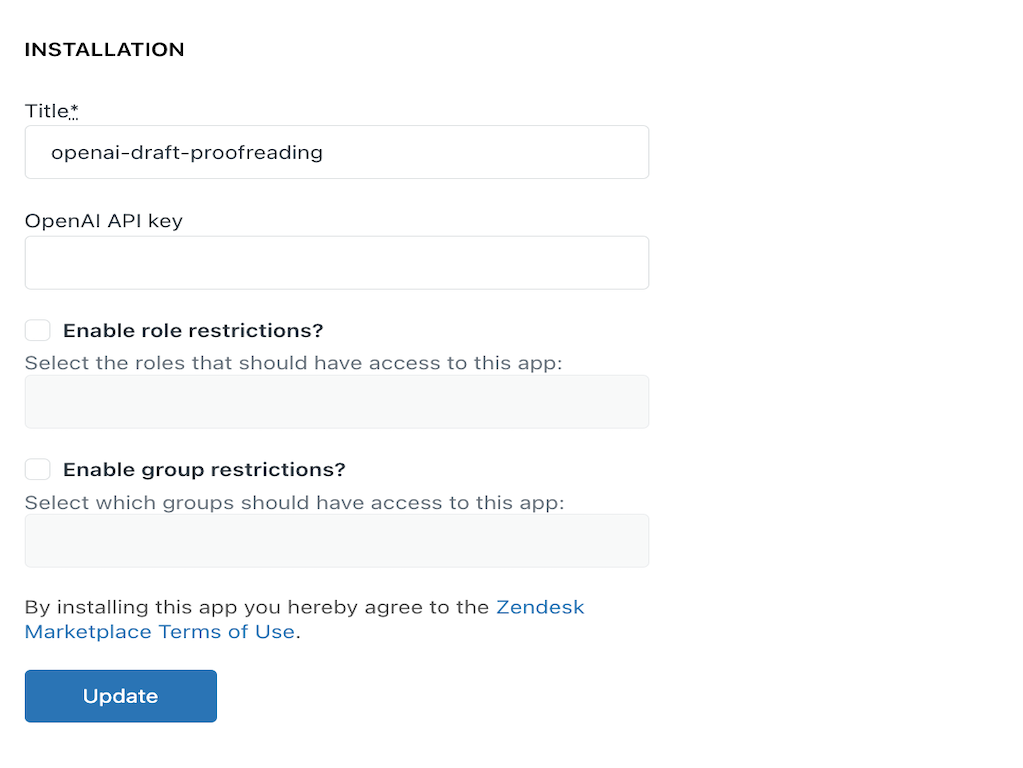 INSTALLATION
Title*
openai-draft-proofreading
OpenAI API key
Enable role restrictions?
Select the roles that should have access to this app:
Enable group restrictions?
Select which groups should have access to this app:
By installing this app you hereby agree to the Zendesk
Marketplace Terms of Use.
Update